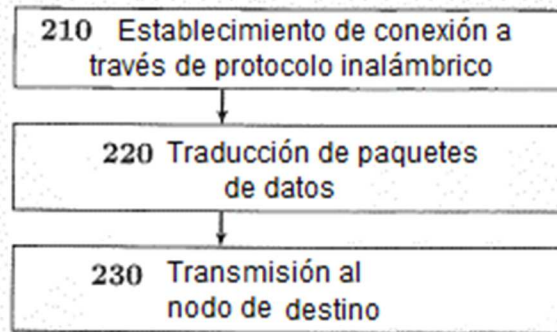 210 Establecimiento de conexión a
través de protocolo inalámbrico
220 Traducción de paquetes
de datos
230 Transmisión al
nodo de destino